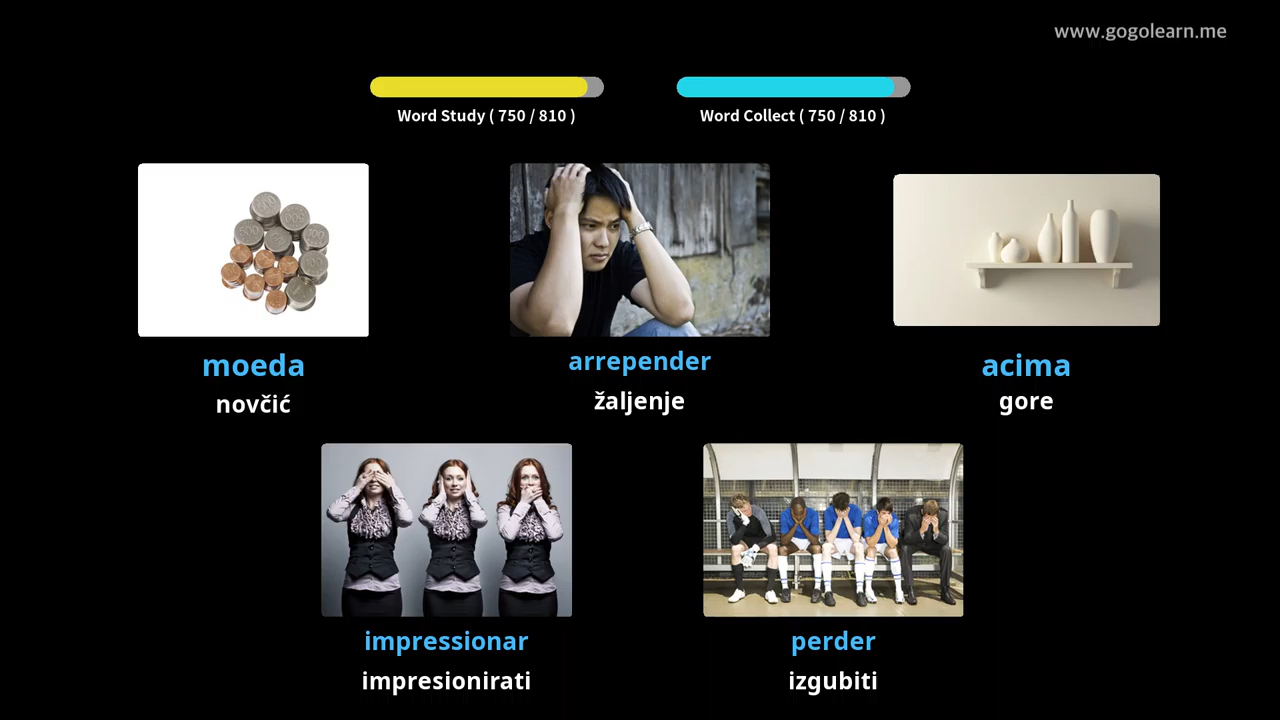 www.gogolearn.me
Word Study ( 750 / 810 )
Word Collect ( 750 / 810 )
moeda
novčić
arrepender
žaljenje
acima
gore
impressionar
impresionirati
perder
izgubiti